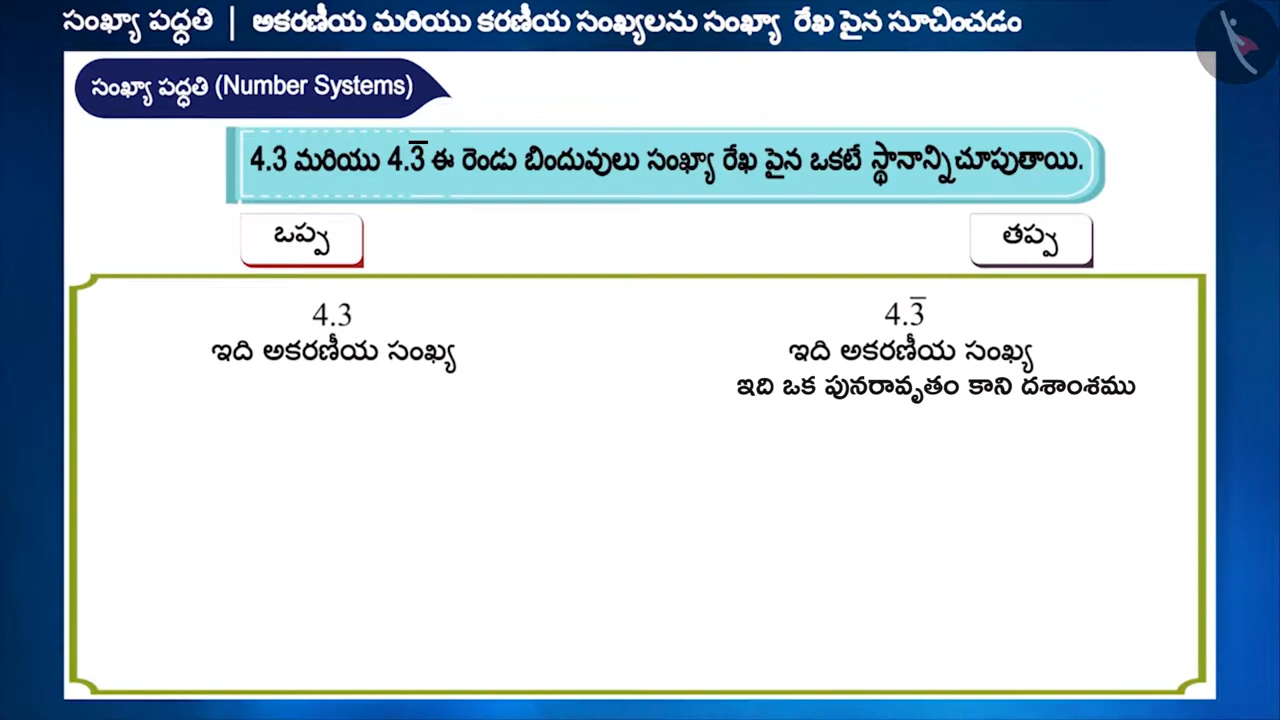 సంఖ్యా పద్ధతి | అకరణీయ మరియు కరణీయ సంఖ్యలను సంఖ్యా రేఖ పైన సూచించడం
సంఖ్యా పద్ధతి (Number Systems)
4.3 మరియు 4.3̅ ఈ రెండు బిందువులు సంఖ్యా రేఖ పైన ఒకటే స్థానాన్ని చూపుతాయి.
ఒప్పు తప్పు
4.3 4.3̅
ఇది అకరణీయ సంఖ్య ఇది అకరణీయ సంఖ్య
ఇది ఒక పునరావృతం కాని దశాంశము